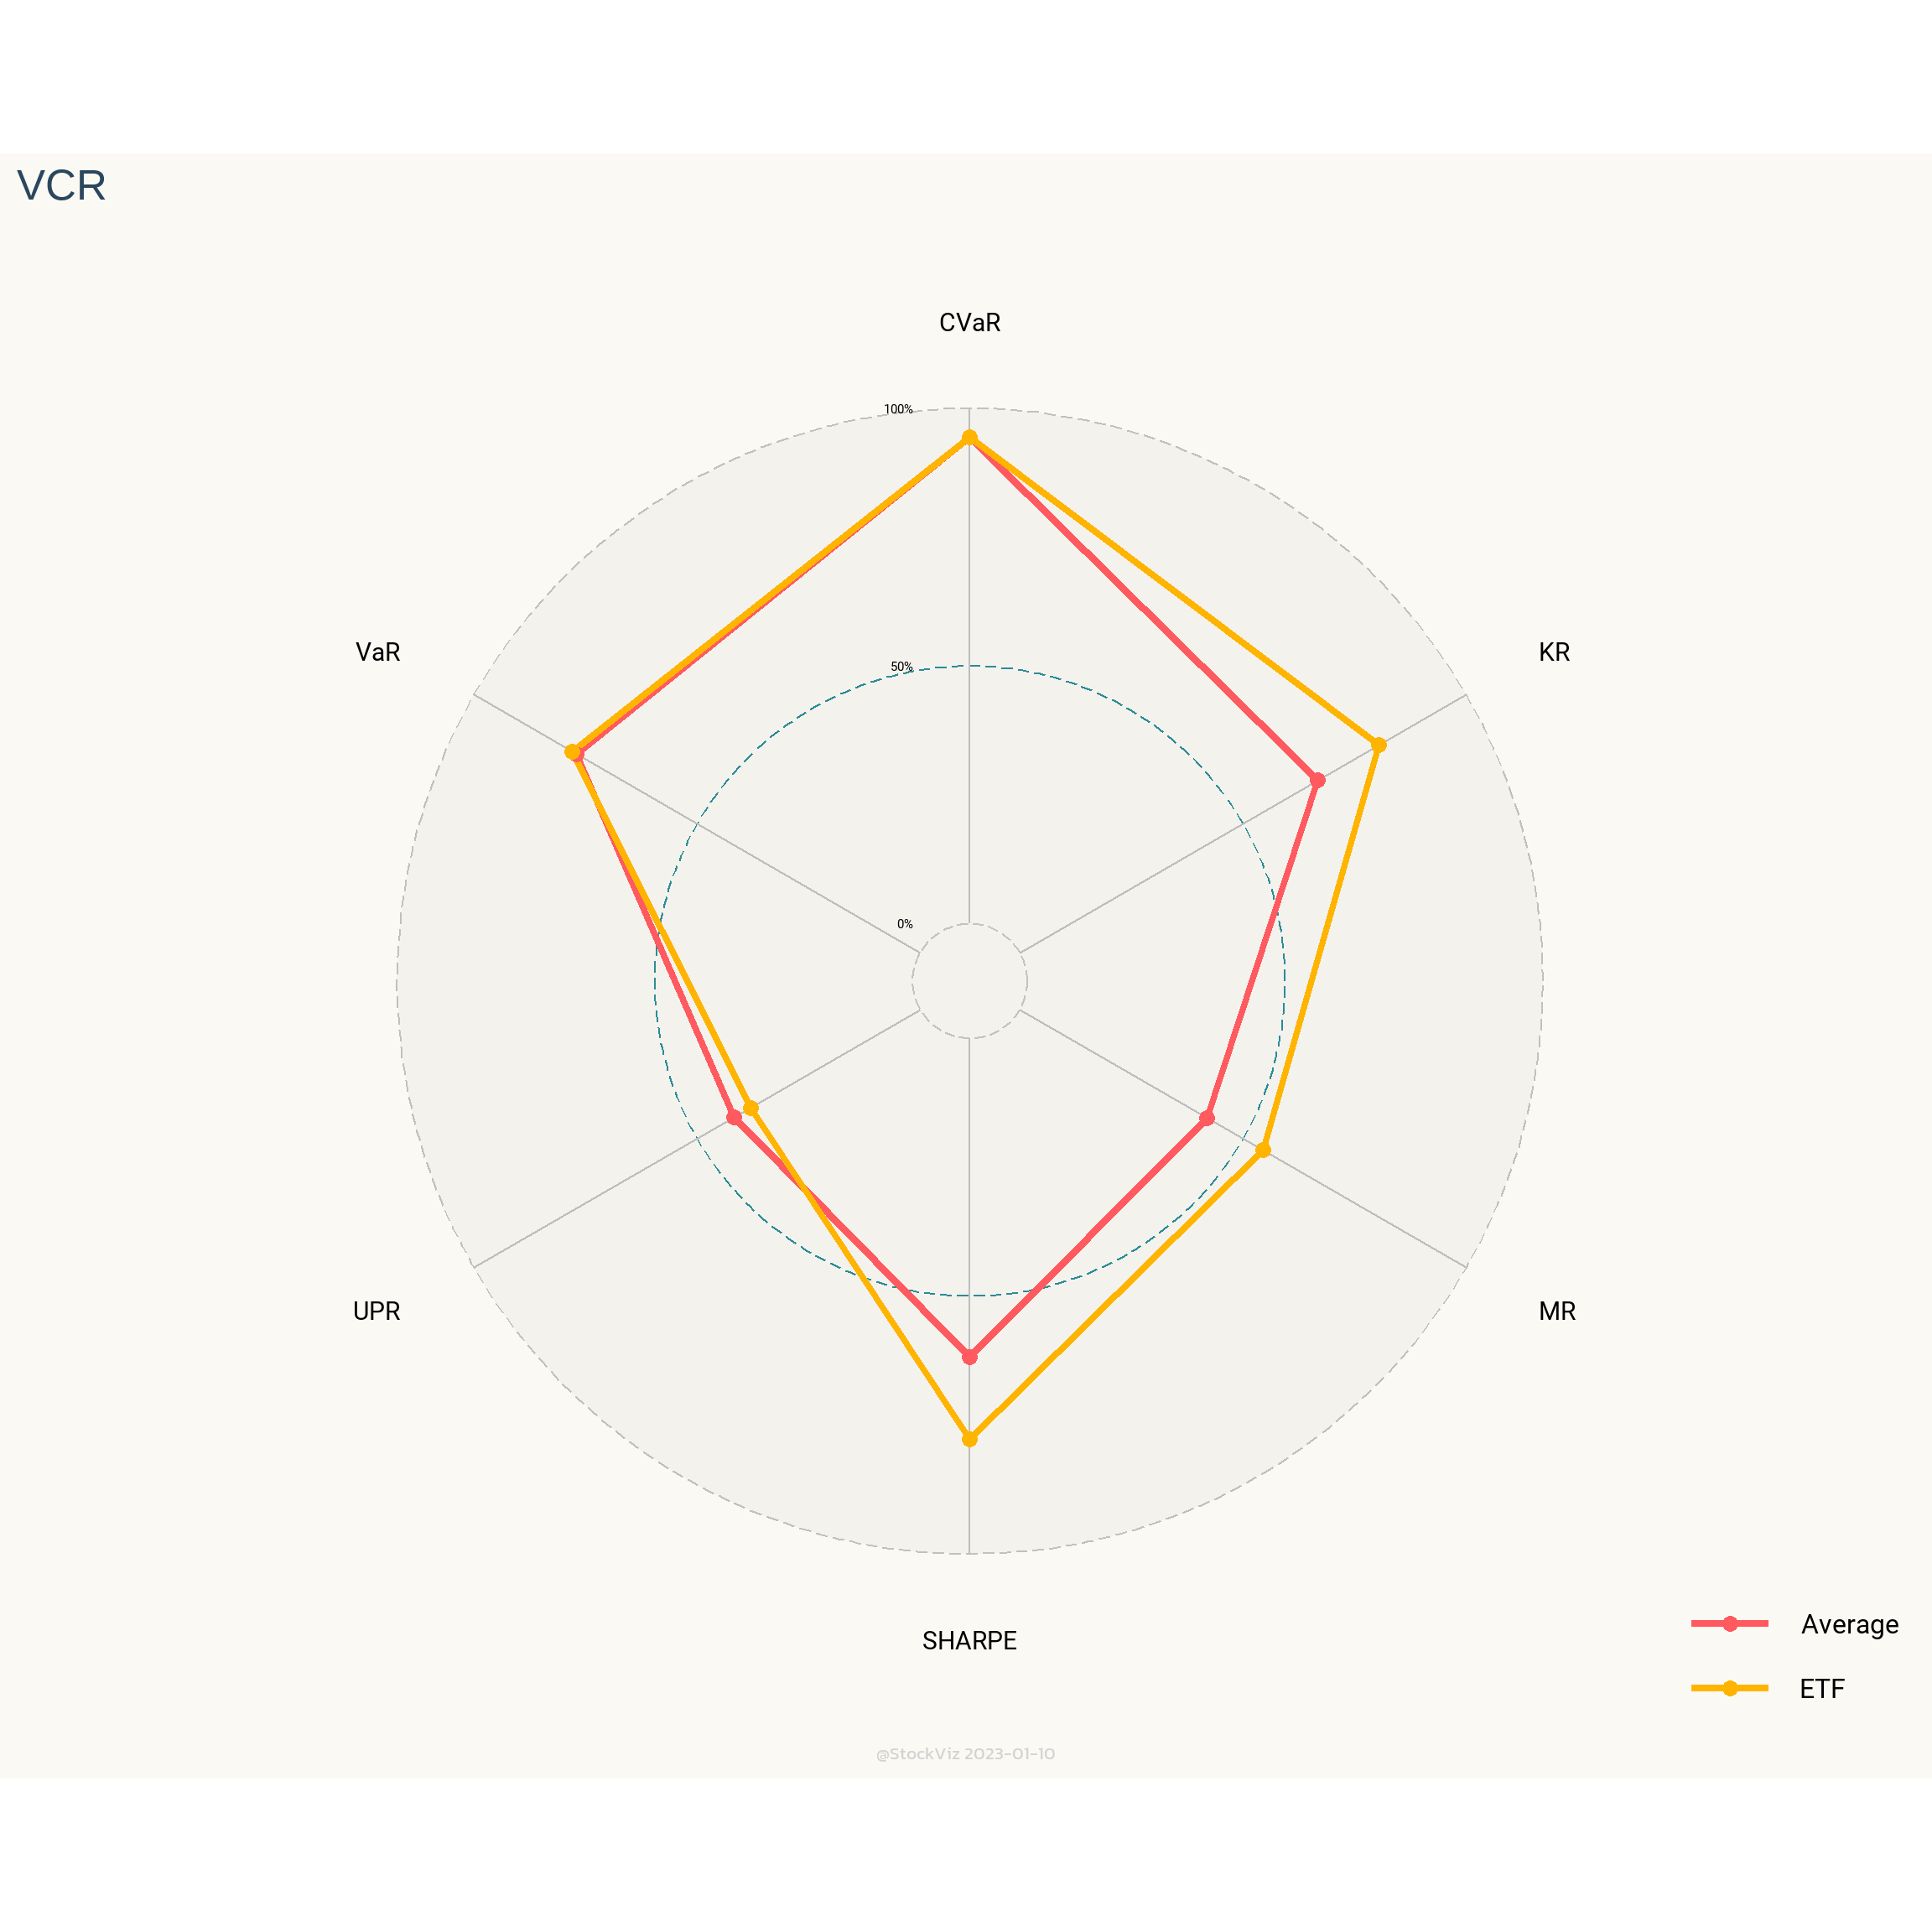 VCR
CVaR
100%
VaR
KR
50%
0%
UPR
MR
SHARPE
Average
ETF
@StockViz 2023-01-10